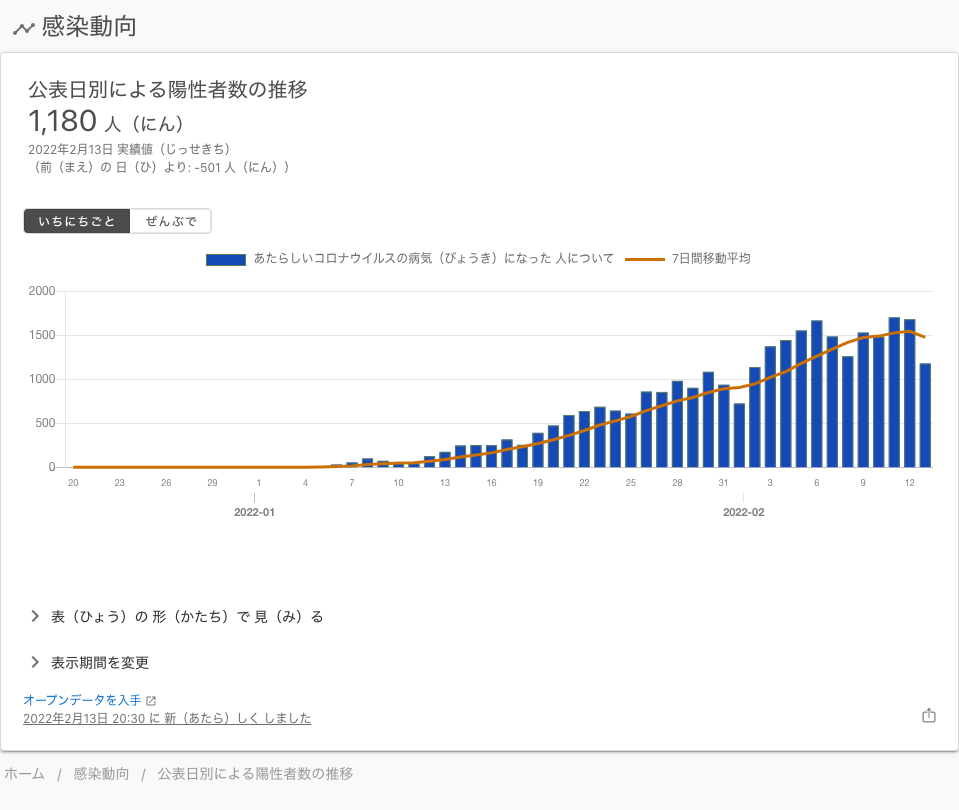 感染動向
公表日別による陽性者数の推移
1,180 人（にん）
2022年2月13日 実績値（じっせきち）
（前（まえ）の 日（ひ）より: -501 人（にん））
いちにちごと ぜんぶで
あたらしいコロナウイルスの病気（びょうき）になった 人について 7日間移動平均
2000
1500
1000
500
0
20 23 26 29 1 4 7 10 13 16 19 22 25 28 31 3 6 9 12
2022-01 2022-02
表（ひょう）の 形（かたち）で 見（み）る
表示期間を変更
オープンデータを入手
2022年2月13日 20:30 に 新（あたら）しく しました
ホーム / 感染動向 / 公表日別による陽性者数の推移